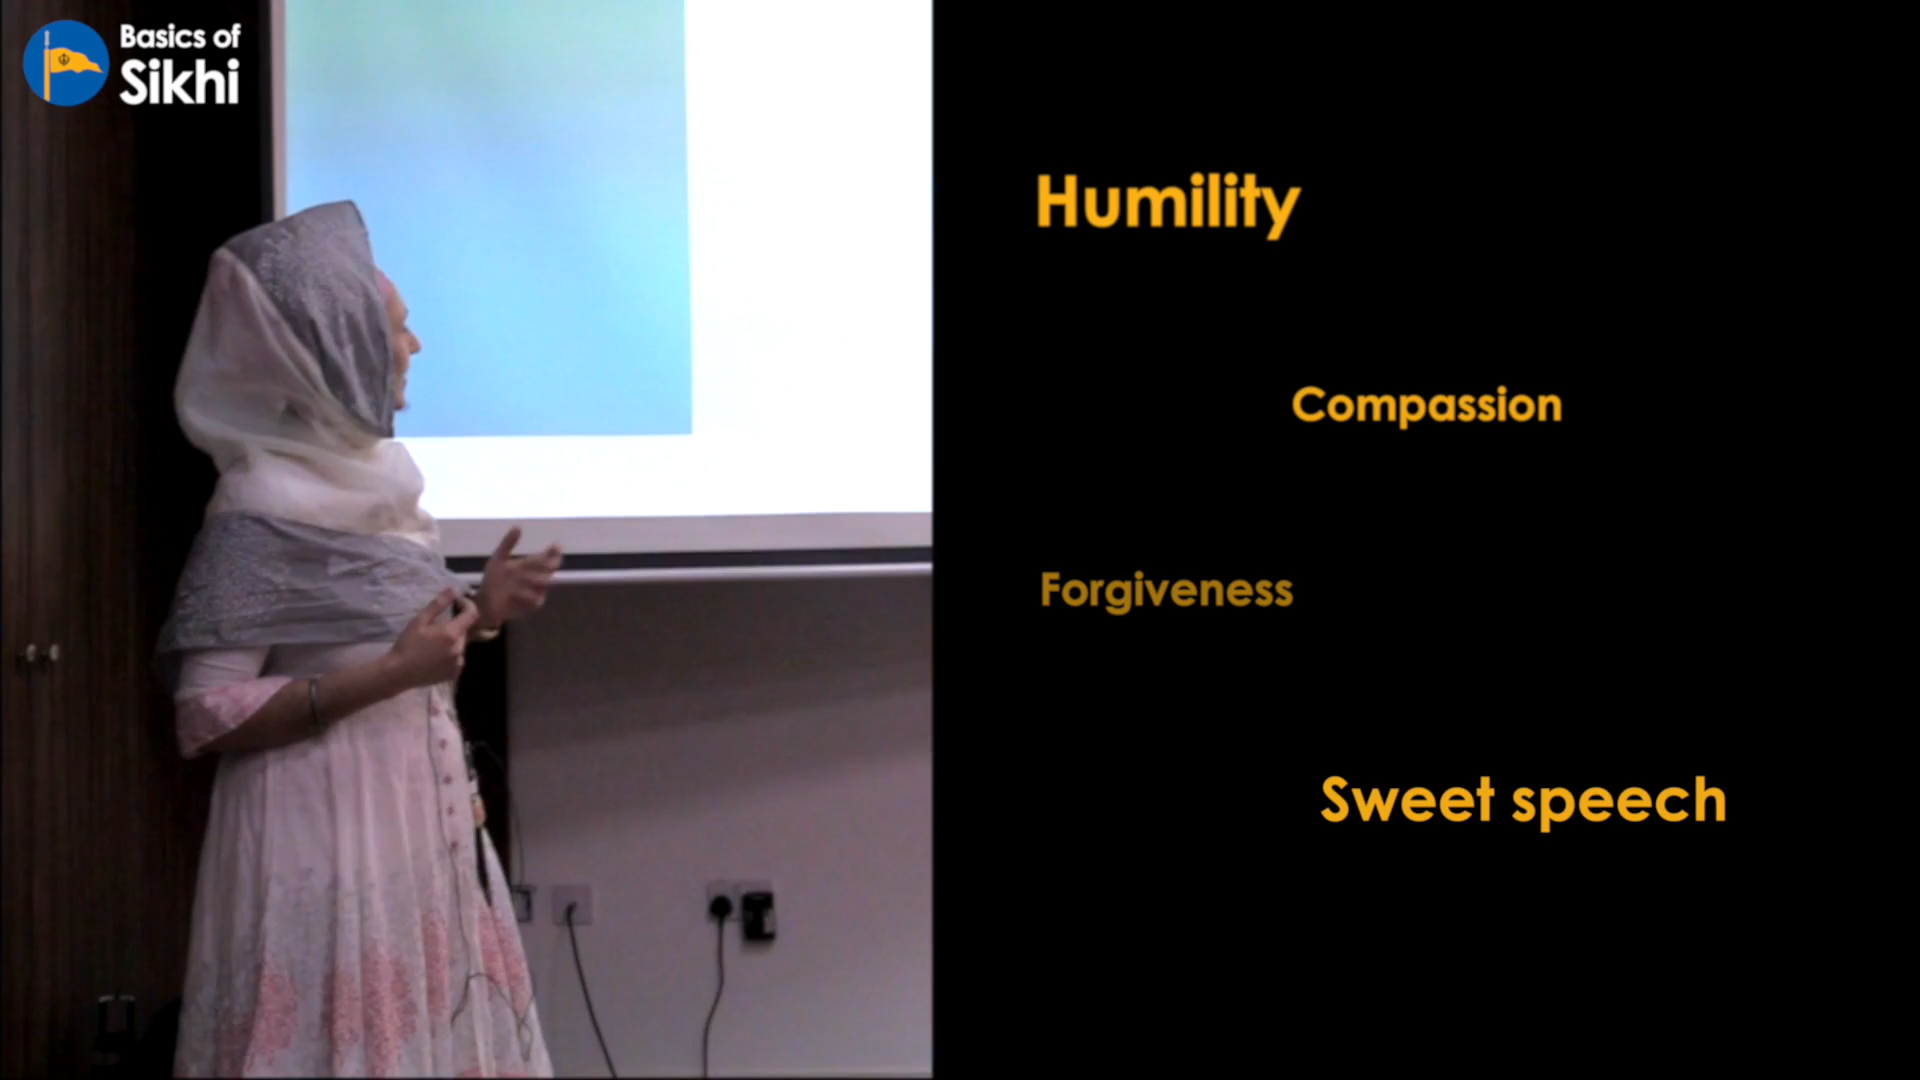 Basics of
Sikhi
Humility
Compassion
Forgiveness
Sweet speech